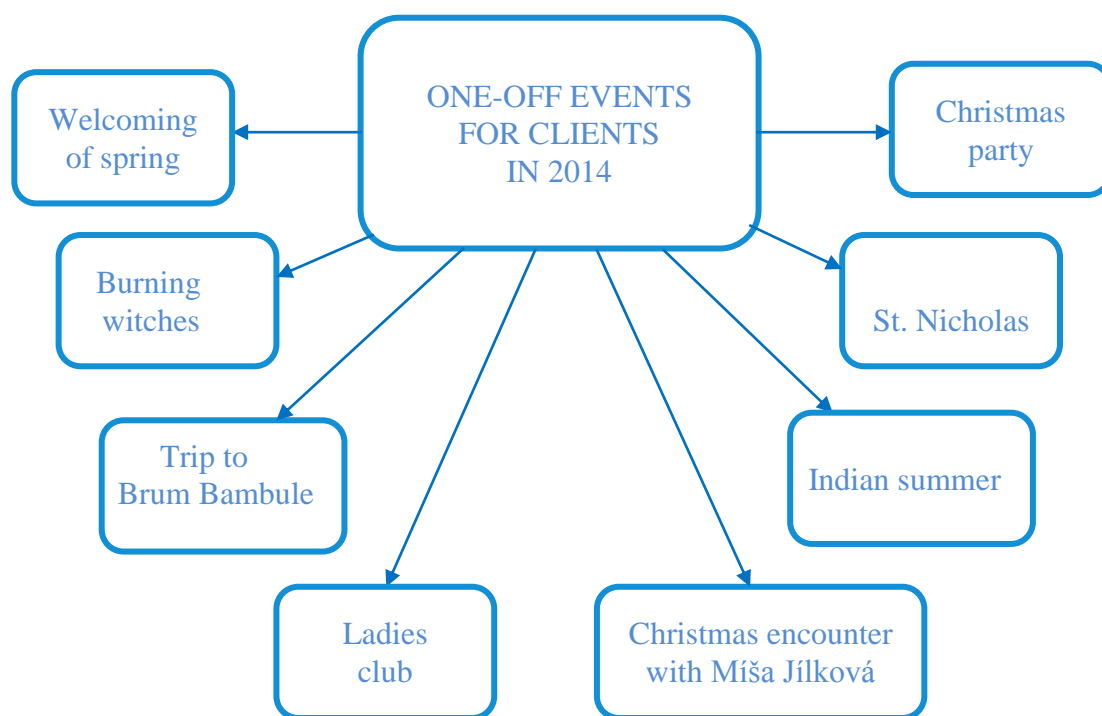 ONE-OFF EVENTS
FOR CLIENTS
IN 2014
Welcoming
of spring
Christmas
party
Burning
witches
St. Nicholas
Trip to
Brum Bambule
Indian summer
Ladies
club
Christmas encounter
with Míša Jílková